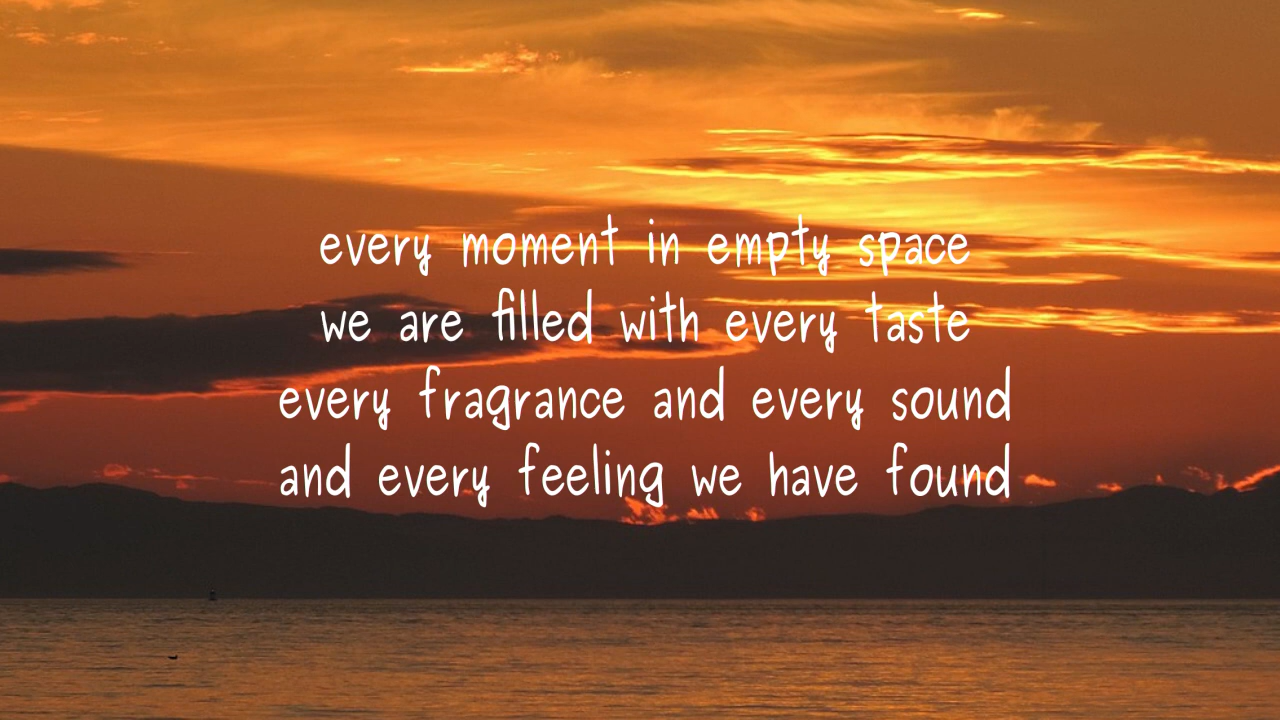 every moment in empty space
we are filled with every taste
every fragrance and every sound
and every feeling we have found